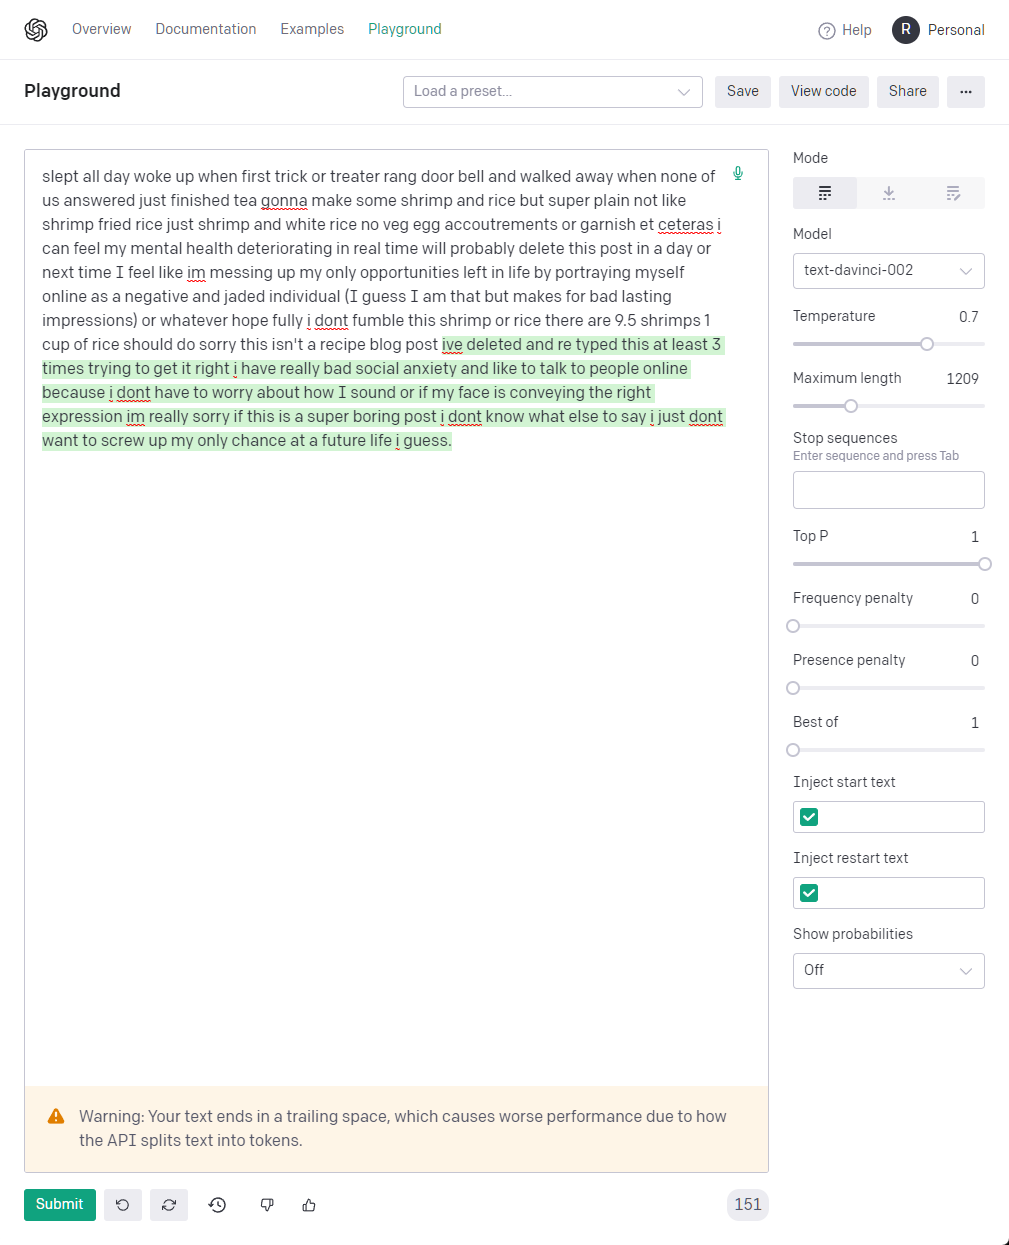 Overview Documentation Examples Playground Help R Personal
Playground Load a preset... Save View code Share ...
slept all day woke up when first trick or treater rang door bell and walked away when none of
us answered just finished tea gonna make some shrimp and rice but super plain not like
shrimp fried rice just shrimp and white rice no veg egg accoutrements or garnish et ceteras i
can feel my mental health deteriorating in real time will probably delete this post in a day or
next time I feel like im messing up my only opportunities left in life by portraying myself
online as a negative and jaded individual (I guess I am that but makes for bad lasting
impressions) or whatever hope fully i dont fumble this shrimp or rice there are 9.5 shrimps 1
cup of rice should do sorry this isn't a recipe blog post ive deleted and re typed this at least 3
times trying to get it right i have really bad social anxiety and like to talk to people online
because i dont have to worry about how I sound or if my face is conveying the right
expression im really sorry if this is a super boring post i dont know what else to say i just dont
want to screw up my only chance at a future life i guess.
Warning: Your text ends in a trailing space, which causes worse performance due to how
the API splits text into tokens.
Submit 151
Mode
Model
text-davinci-002
Temperature 0.7
Maximum length 1209
Stop sequences
Enter sequence and press Tab
Top P 1
Frequency penalty 0
Presence penalty 0
Best of 1
Inject start text
Inject restart text
Show probabilities
Off